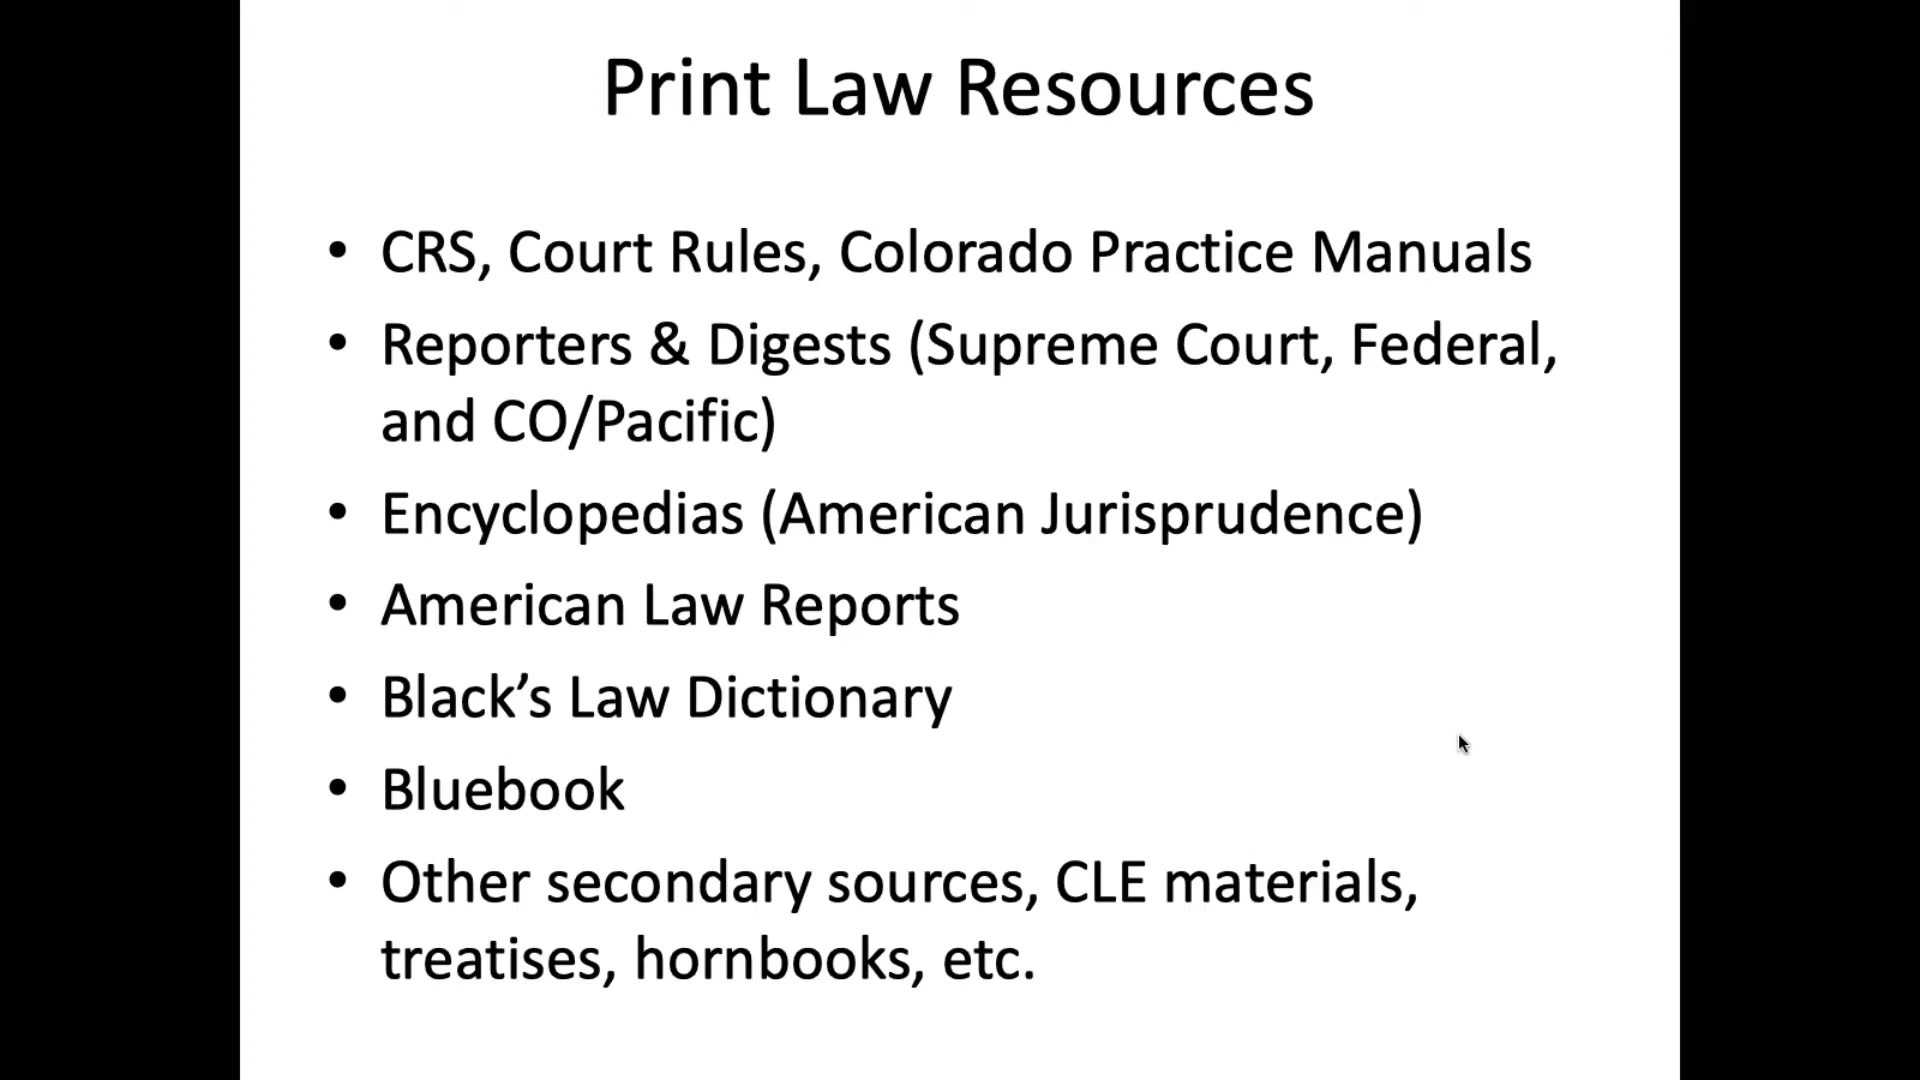 Print Law Resources
• CRS, Court Rules, Colorado Practice Manuals
• Reporters & Digests (Supreme Court, Federal,
and CO/Pacific)
• Encyclopedias (American Jurisprudence)
• American Law Reports
• Black’s Law Dictionary
• Bluebook
• Other secondary sources, CLE materials,
treatises, hornbooks, etc.